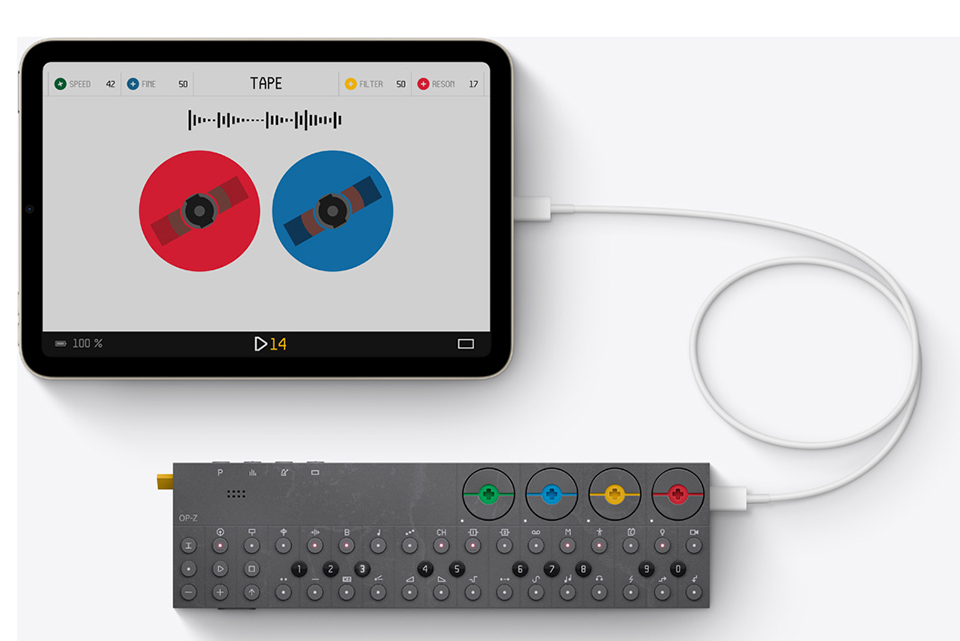 SPEED 42 FINE 50 TAPE FILTER 50 RESON 17
100 % 14
P
OP-Z
B CH M
1 2 3 4 5 6 7 8 9 0